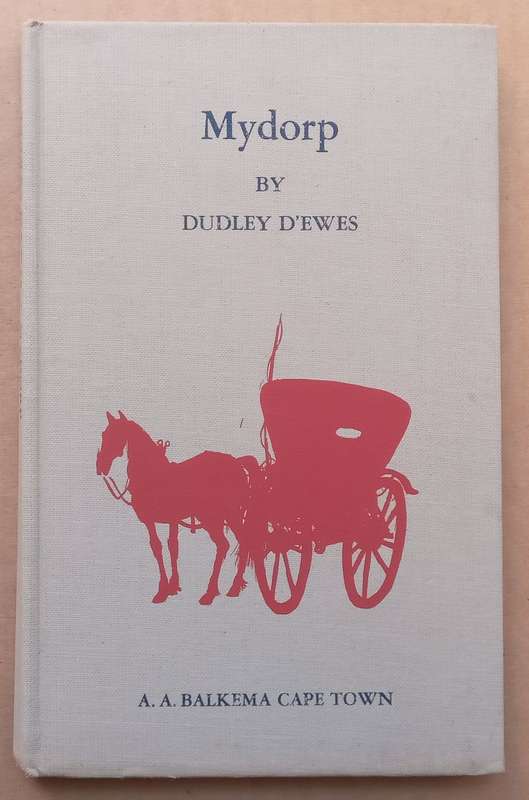 Mydorp
BY
DUDLEY D'EWES
A. A. BALKEMA CAPE TOWN